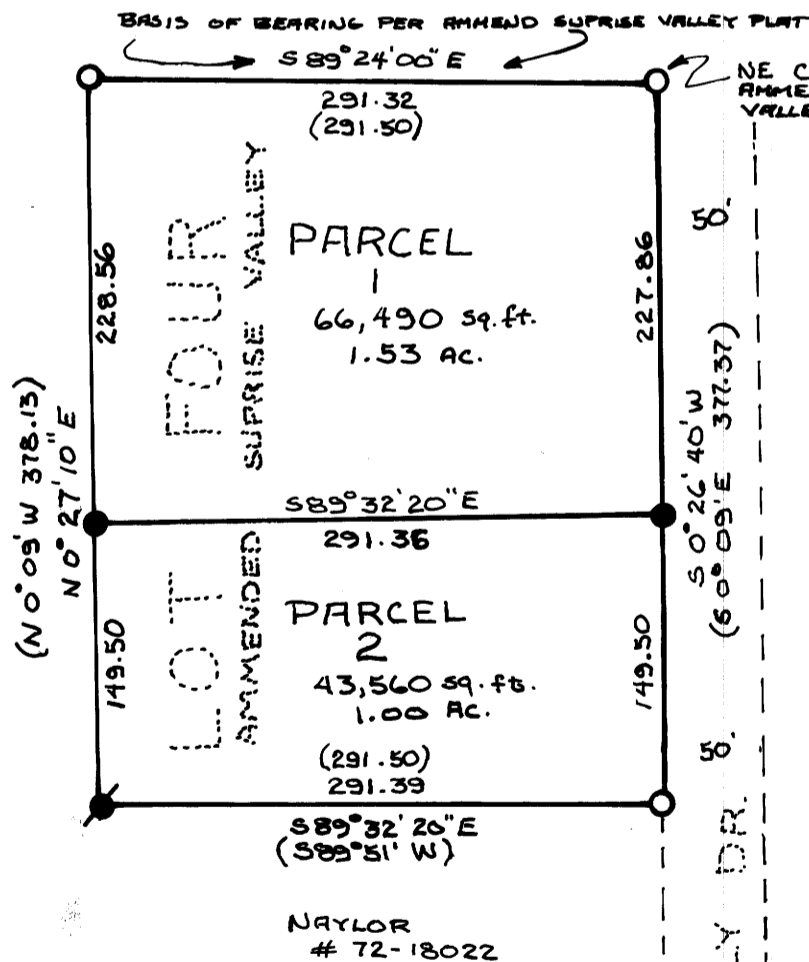 BASIS OF BEARING PER AMMEND SUPRISE VALLEY PLATT
S 89° 24' 00" E
291.32
(291.50)
NE C
AMME
VALLE
228.56
227.86
50.
FOUR
SUPRISE VALLEY
PARCEL
1
66,490 sq.ft.
1.53 AC.
(N 0° 09' W 378.13)
N 0° 27' 10" E
S 0° 26' 40" W
(S 0° 09' E 377.37)
S 89° 32' 20" E
291.36
149.50
149.50
LOT
AMMENDED
PARCEL
2
43,560 sq.ft.
1.00 AC.
50.
(291.50)
291.39
S 89° 32' 20" E
(S 89° 51' W)
Y DR.
NAYLOR
# 72-18022